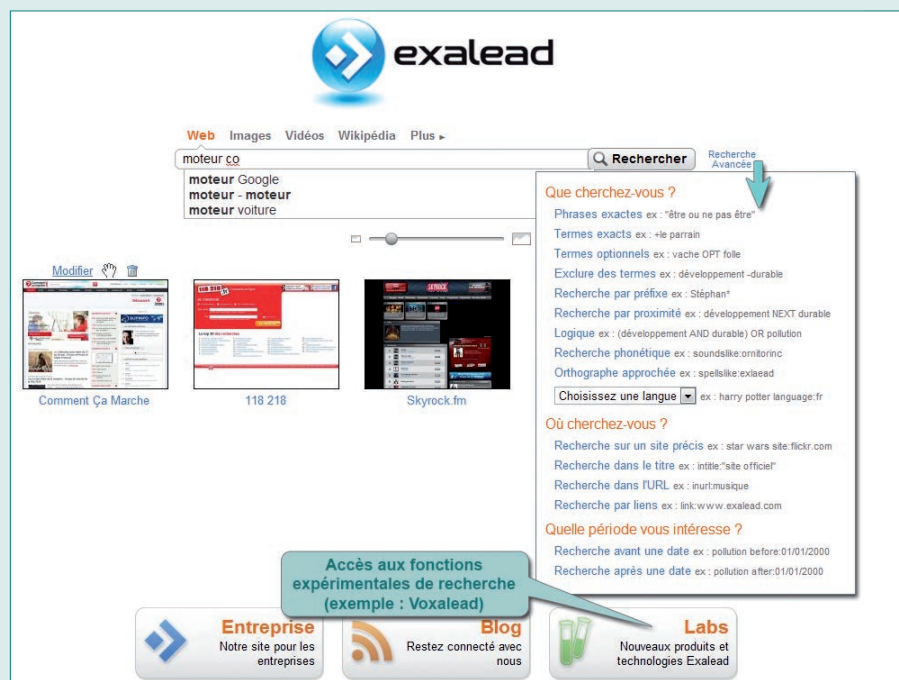 exalead
Web Images Vidéos Wikipédia Plus ►
moteur co
Rechercher
Recherche
Avancée
moteur Google
moteur - moteur
moteur voiture
Que cherchez-vous ?
Phrases exactes ex : "être ou ne pas être"
Termes exacts ex : +le parrain
Termes optionnels ex : vache OPT folle
Exclure des termes ex : développement -durable
Recherche par préfixe ex : Stéphan*
Recherche par proximité ex : développement NEXT durable
Logique ex : (développement AND durable) OR pollution
Recherche phonétique ex : soundslike:ornitorinc
Orthographe approchée ex : spellslike:exlaead
Choisissez une langue ex : harry potter language:fr
Où cherchez-vous ?
Recherche sur un site précis ex : star wars site:flickr.com
Recherche dans le titre ex : intitle:"site officiel"
Recherche dans l'URL ex : inurl:musique
Recherche par liens ex : link:www.exalead.com
Quelle période vous intéresse ?
Recherche avant une date ex : pollution before:01/01/2000
Recherche après une date ex : pollution after:01/01/2000
Modifier
118 218
Comment Ça Marche
118 218
Skyrock.fm
Accès aux fonctions
expérimentales de recherche
(exemple : Voxalead)
Entreprise
Notre site pour les
entreprises
Blog
Restez connecté avec
nous
Labs
Nouveaux produits et
technologies Exalead